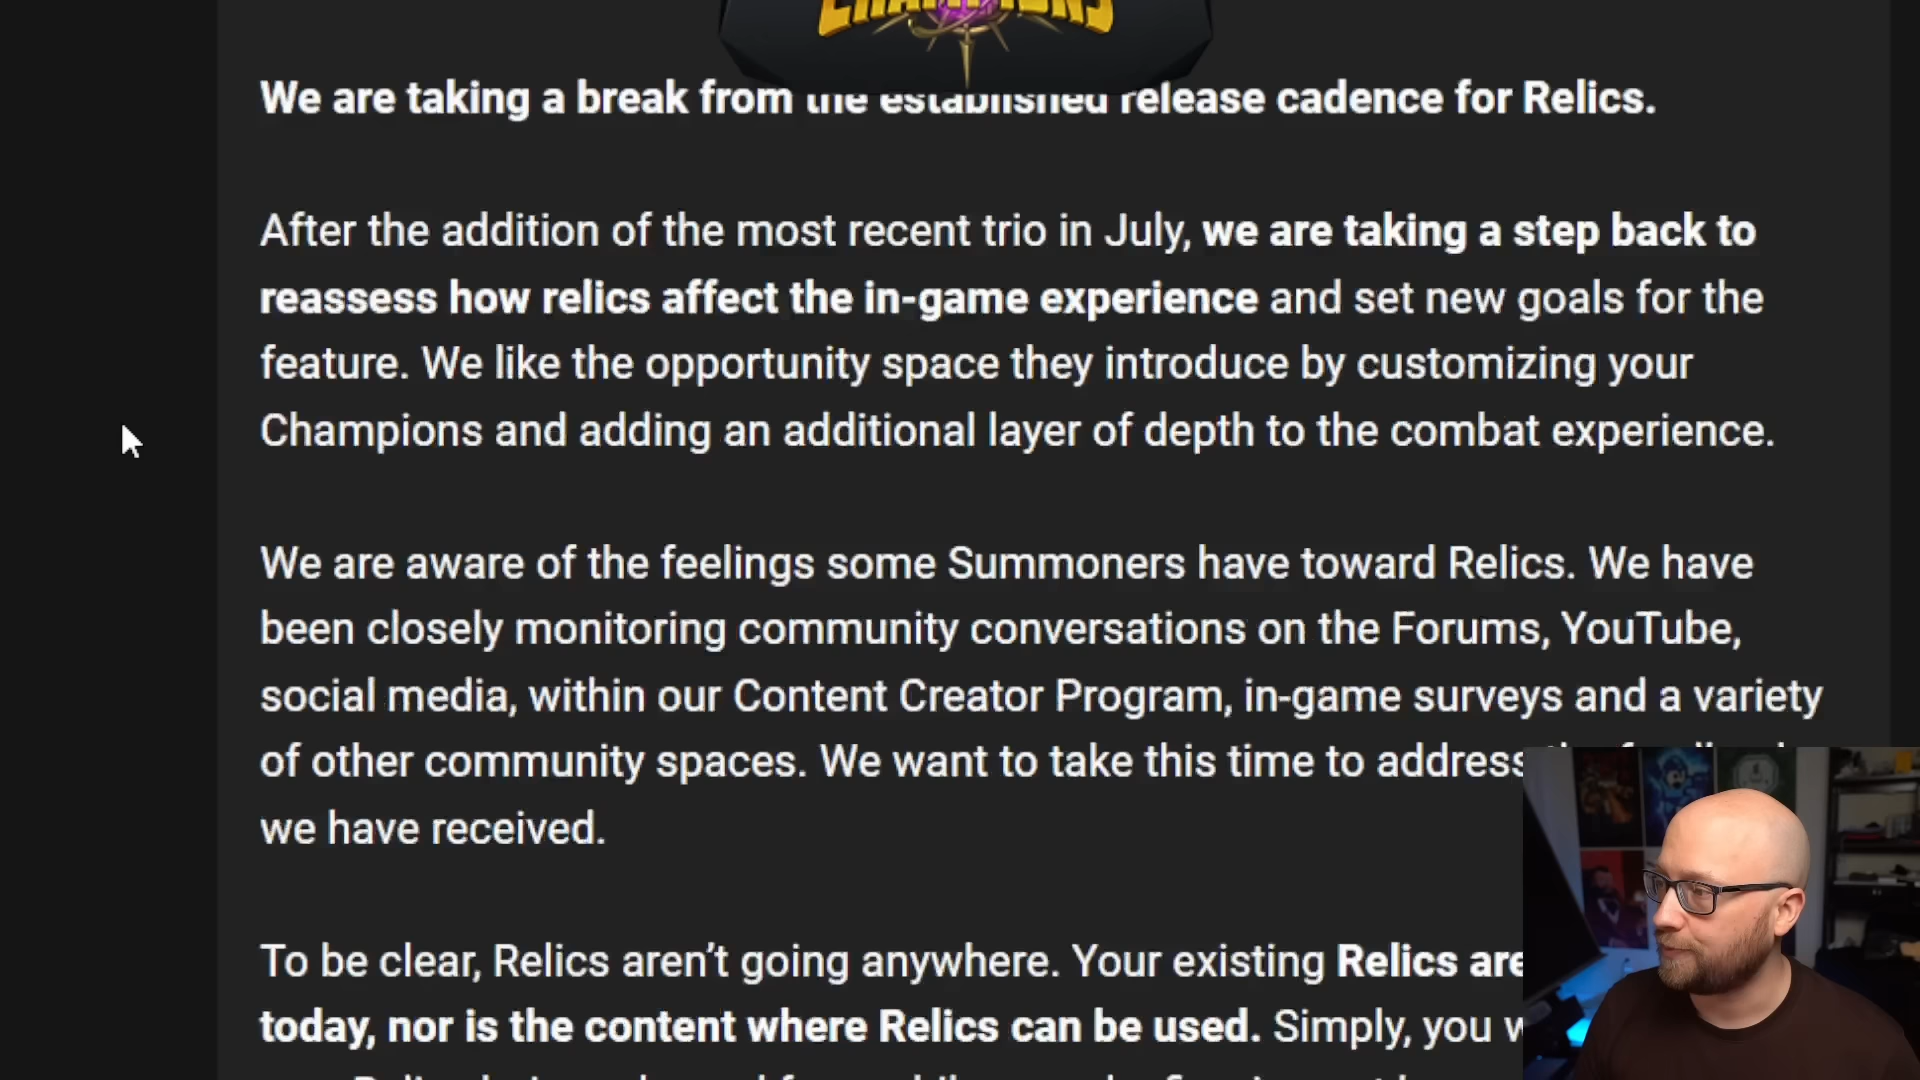 CHAMPIONS
We are taking a break from the established release cadence for Relics.
After the addition of the most recent trio in July, we are taking a step back to
reassess how relics affect the in-game experience and set new goals for the
feature. We like the opportunity space they introduce by customizing your
Champions and adding an additional layer of depth to the combat experience.
We are aware of the feelings some Summoners have toward Relics. We have
been closely monitoring community conversations on the Forums, YouTube,
social media, within our Content Creator Program, in-game surveys and a variety
of other community spaces. We want to take this time to address
we have received.
To be clear, Relics aren’t going anywhere. Your existing Relics are
today, nor is the content where Relics can be used. Simply, you